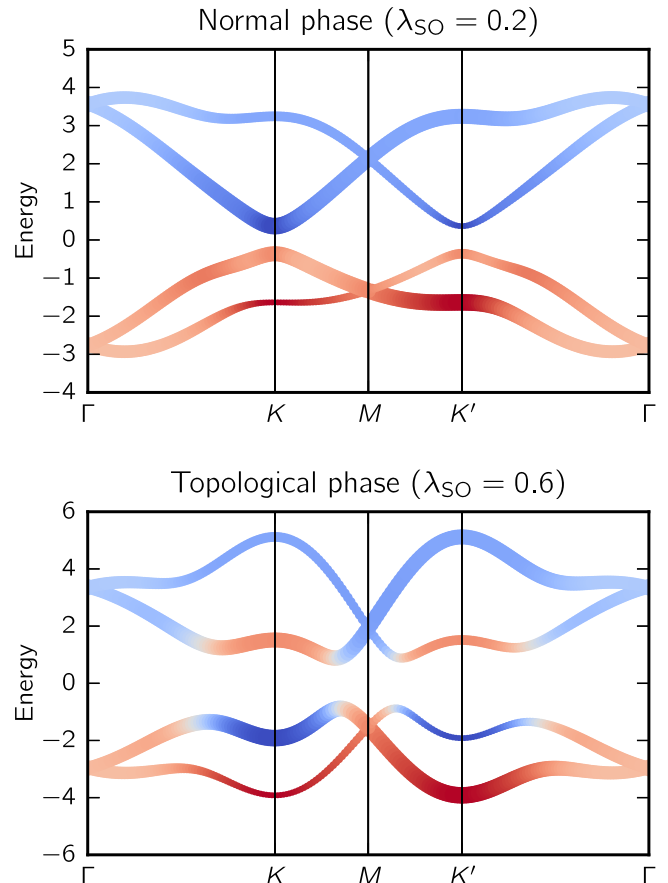 Normal phase (λSO = 0.2)
5
4
3
2
1
0
−1
−2
−3
−4
Energy
Γ K M K′ Γ
Topological phase (λSO = 0.6)
6
4
2
0
−2
−4
−6
Energy
Γ K M K′ Γ